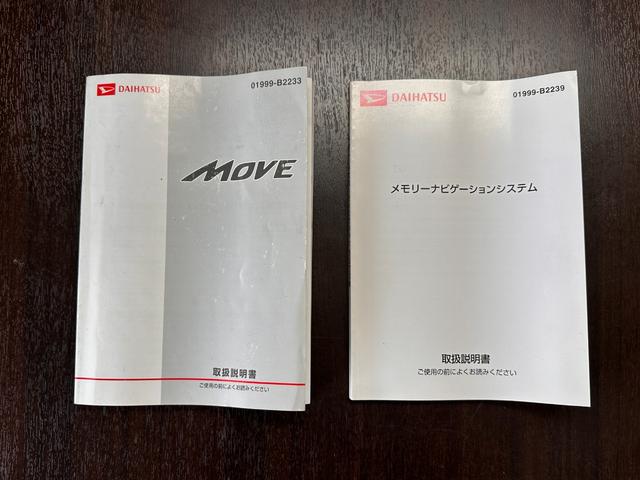 DAIHATSU
01999-B2233
MOVE
取扱説明書
ご使用の前によくお読みください
DAIHATSU
01999-B2239
メモリーナビゲーションシステム
取扱説明書
ご使用の前によくお読みください